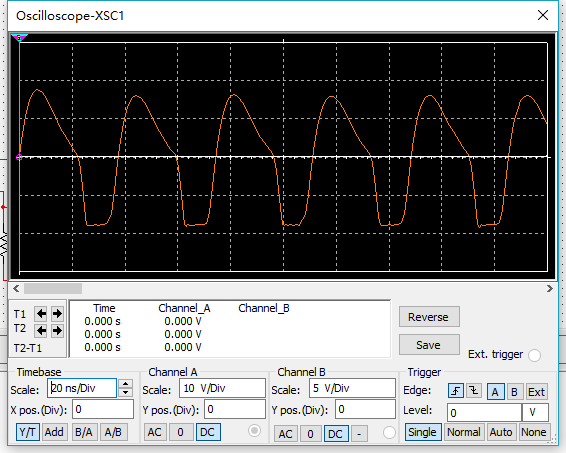 Oscilloscope-XSC1
Time Channel_A Channel_B
T1 0.000 s 0.000 V
T2 0.000 s 0.000 V
T2-T1 0.000 s 0.000 V
Reverse
Save
Ext. trigger
Timebase
Scale: 20 ns/Div
X pos.(Div): 0
Y/T Add B/A A/B
Channel A
Scale: 10 V/Div
Y pos.(Div): 0
AC 0 DC
Channel B
Scale: 5 V/Div
Y pos.(Div): 0
AC 0 DC -
Trigger
Edge: A B Ext
Level: 0 V
Single Normal Auto None